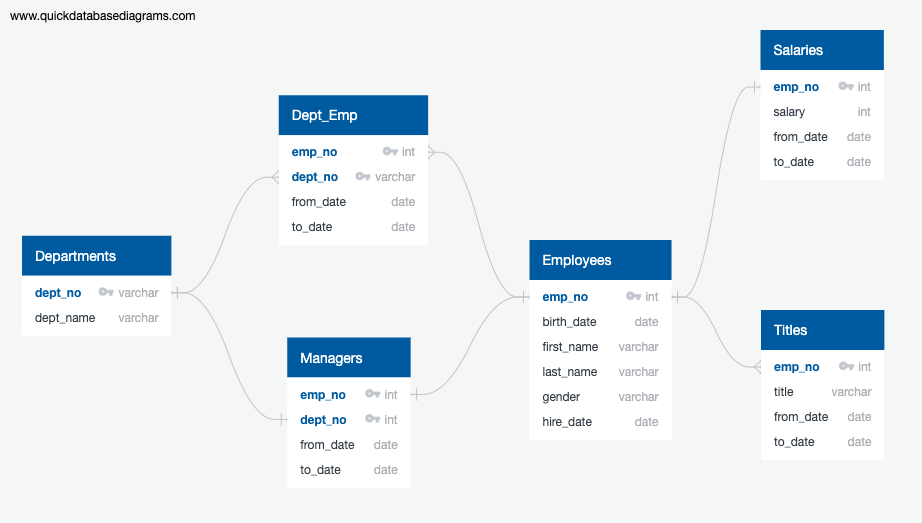 www.quickdatabasediagrams.com
Departments
dept_no varchar
dept_name varchar
Dept_Emp
emp_no int
dept_no varchar
from_date date
to_date date
Managers
emp_no int
dept_no int
from_date date
to_date date
Employees
emp_no int
birth_date date
first_name varchar
last_name varchar
gender varchar
hire_date date
Salaries
emp_no int
salary int
from_date date
to_date date
Titles
emp_no int
title varchar
from_date date
to_date date